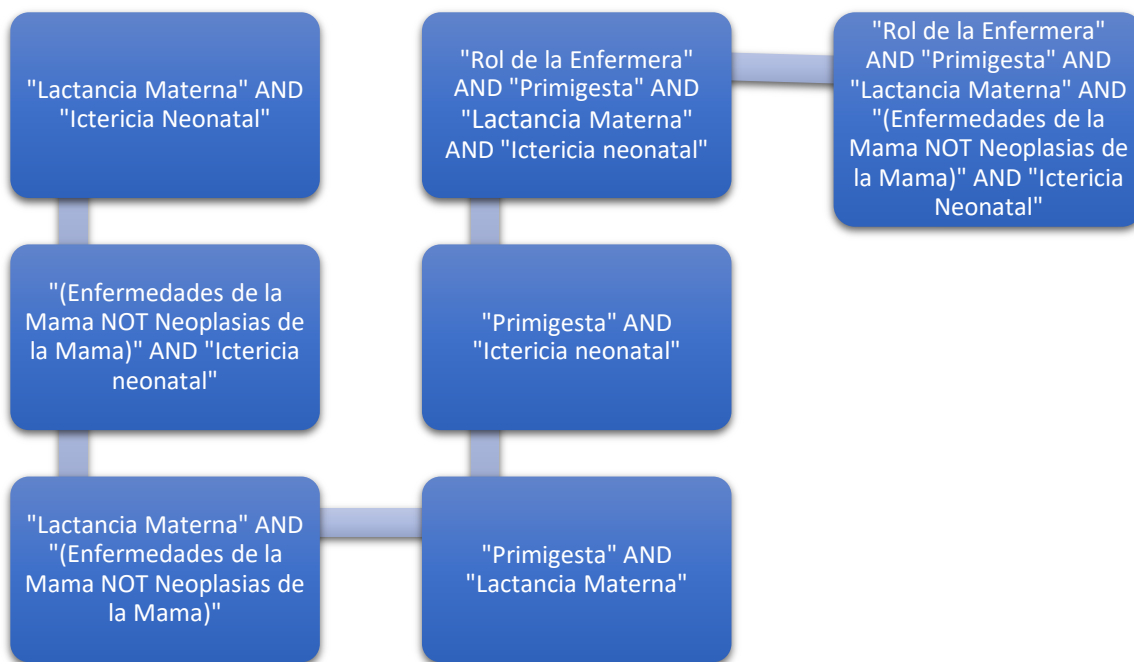 "Lactancia Materna" AND
"Ictericia Neonatal"
"(Enfermedades de la
Mama NOT Neoplasias de
la Mama)" AND "Ictericia
neonatal"
"Lactancia Materna" AND
"(Enfermedades de la
Mama NOT Neoplasias de
la Mama)"
"Primigesta" AND
"Lactancia Materna"
"Primigesta" AND
"Ictericia neonatal"
"Rol de la Enfermera"
AND "Primigesta" AND
"Lactancia Materna"
AND "Ictericia neonatal"
"Rol de la Enfermera"
AND "Primigesta" AND
"Lactancia Materna" AND
"(Enfermedades de la
Mama NOT Neoplasias de
la Mama)" AND "Ictericia
Neonatal"